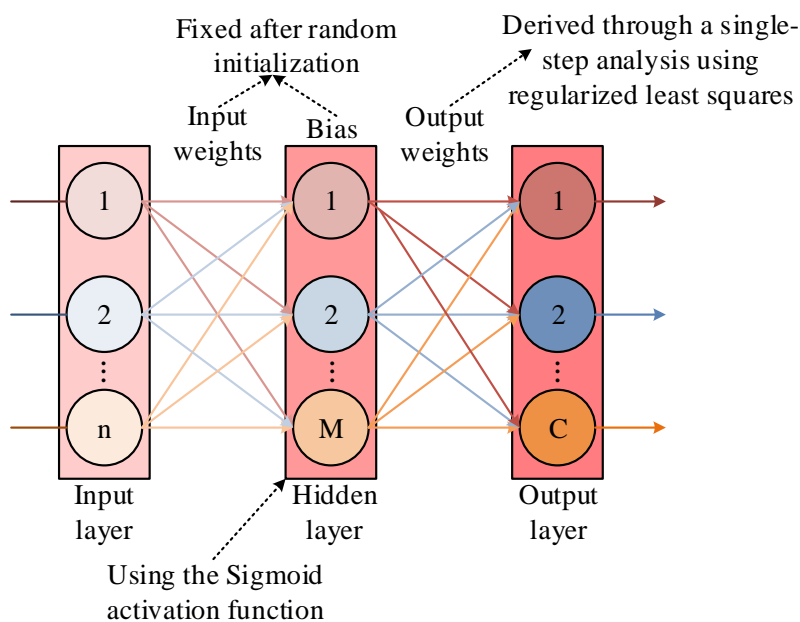 Fixed after random
initialization
Derived through a single-
step analysis using
regularized least squares
Input
weights
Bias
Output
weights
1
1
1
2
2
2
n
M
C
Input
layer
Hidden
layer
Output
layer
Using the Sigmoid
activation function